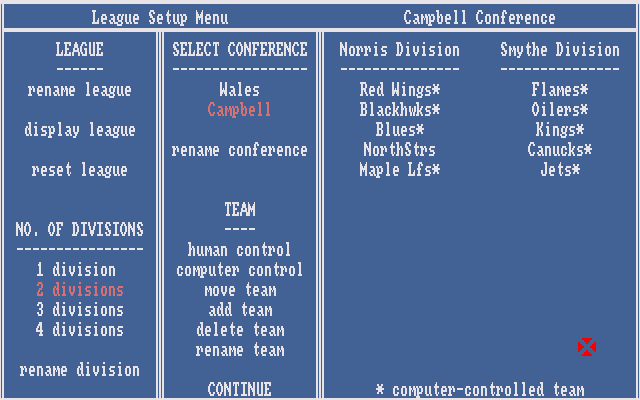 League Setup Menu
Campbell Conference
LEAGUE
------
rename league
display league
reset league
NO. OF DIVISIONS
----------------
1 division
2 divisions
3 divisions
4 divisions
rename division
SELECT CONFERENCE
-----------------
Wales
Campbell
rename conference
TEAM
----
human control
computer control
move team
add team
delete team
rename team
CONTINUE
Norris Division
---------------
Red Wings*
Blackhwks*
Blues*
NorthStrs
Maple Lfs*
Smythe Division
---------------
Flames*
Oilers*
Kings*
Canucks*
Jets*
* computer-controlled team